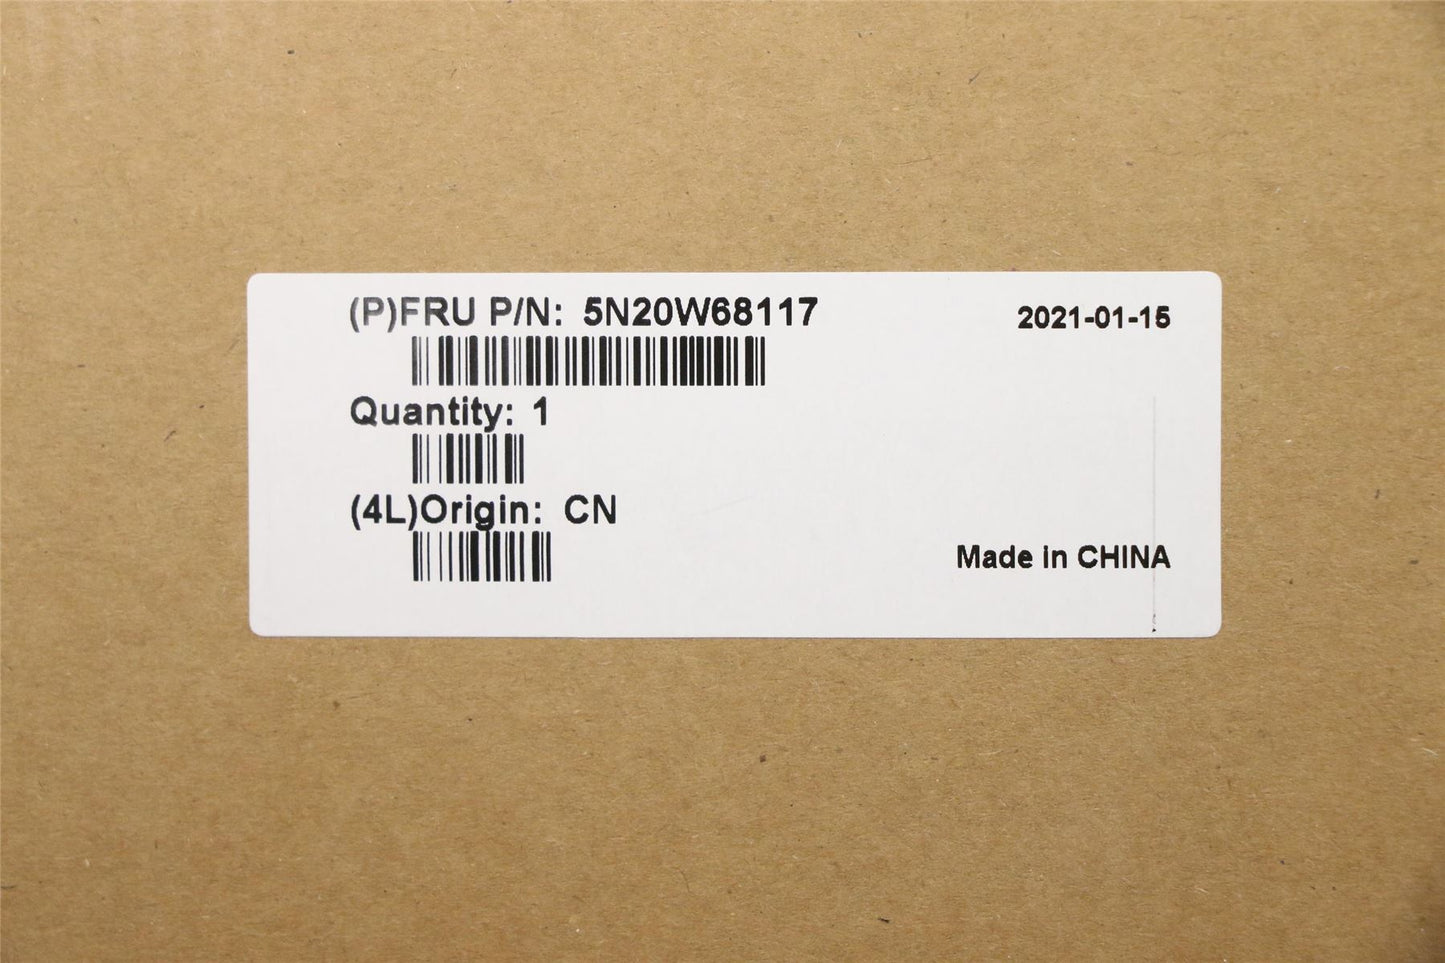 (P)FRU P/N: 5N20W68117
2021-01-15
Quantity: 1
(4L)Origin: CN
Made in CHINA